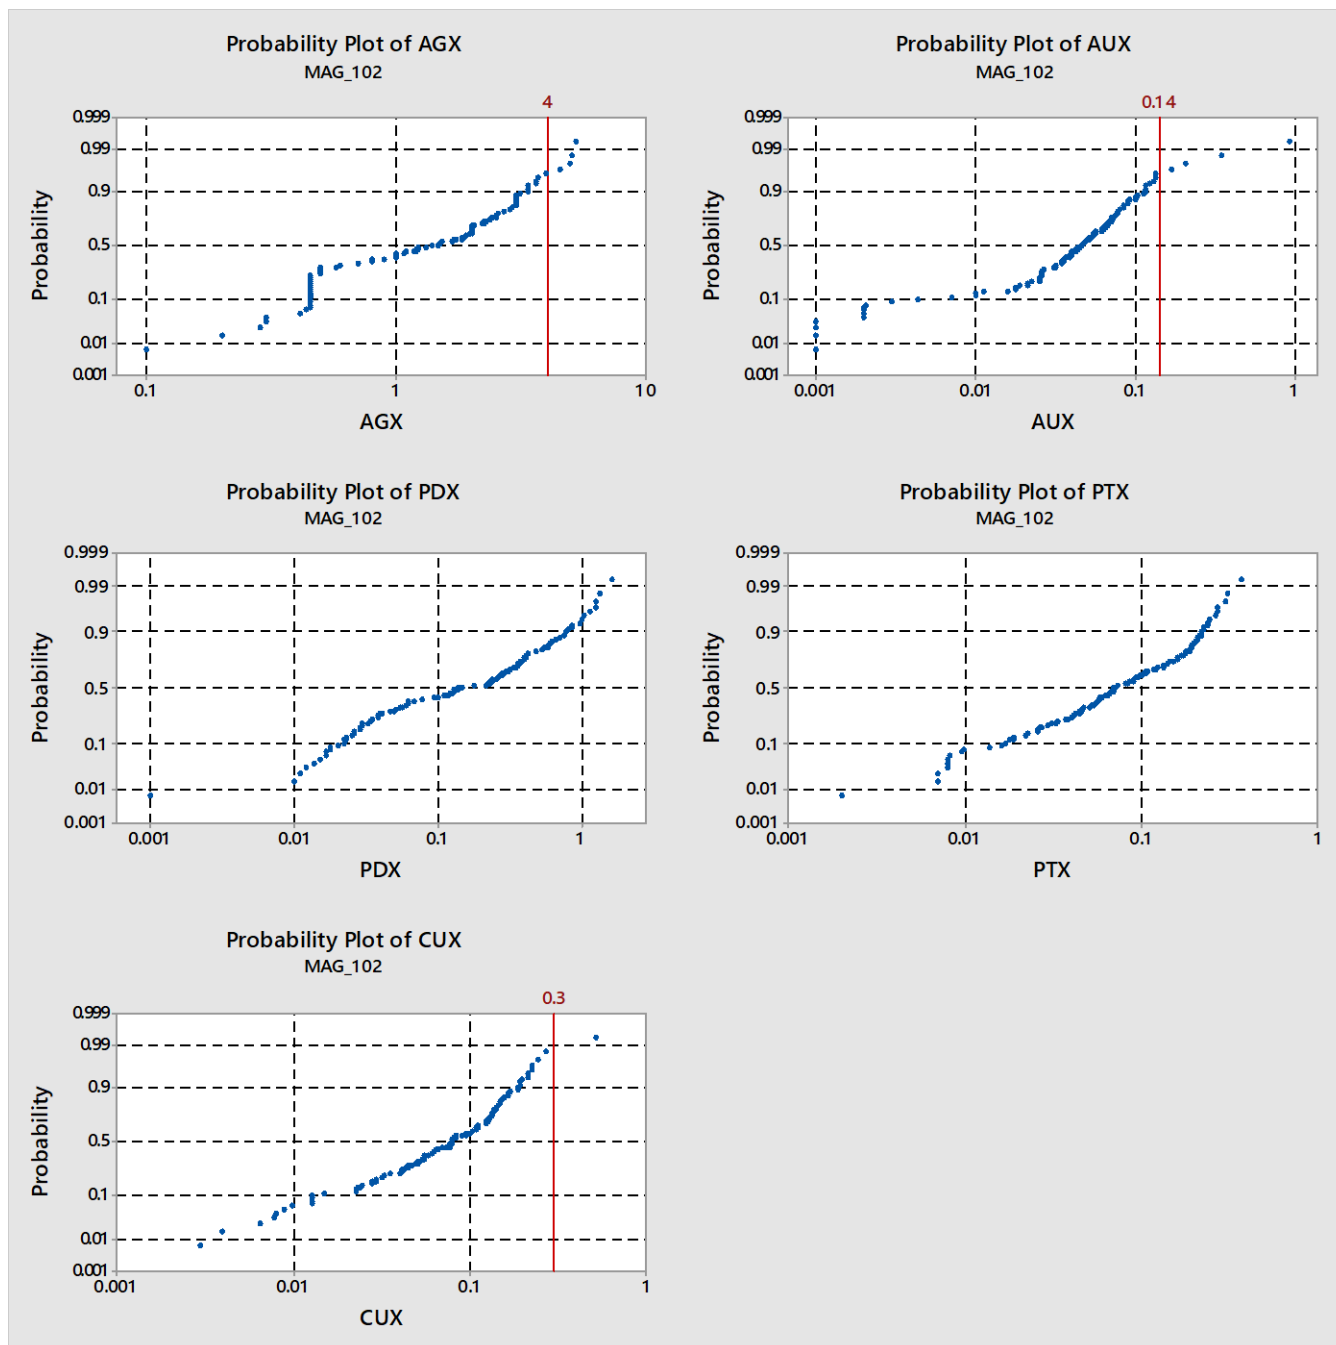 Probability Plot of AGX
MAG_102
4
0.999
0.99
0.9
0.5
0.1
0.01
0.001
Probability
0.1 1 10
AGX
Probability Plot of AUX
MAG_102
0.14
0.999
0.99
0.9
0.5
0.1
0.01
0.001
Probability
0.001 0.01 0.1 1
AUX
Probability Plot of PDX
MAG_102
0.999
0.99
0.9
0.5
0.1
0.01
0.001
Probability
0.001 0.01 0.1 1
PDX
Probability Plot of PTX
MAG_102
0.999
0.99
0.9
0.5
0.1
0.01
0.001
Probability
0.001 0.01 0.1 1
PTX
Probability Plot of CUX
MAG_102
0.3
0.999
0.99
0.9
0.5
0.1
0.01
0.001
Probability
0.001 0.01 0.1 1
CUX